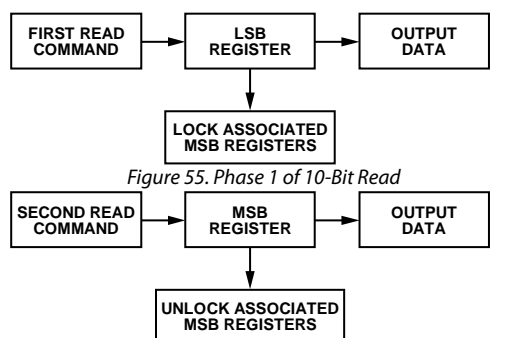 FIRST READ
COMMAND
LSB
REGISTER
OUTPUT
DATA
LOCK ASSOCIATED
MSB REGISTERS
Figure 55. Phase 1 of 10-Bit Read
SECOND READ
COMMAND
MSB
REGISTER
OUTPUT
DATA
UNLOCK ASSOCIATED
MSB REGISTERS